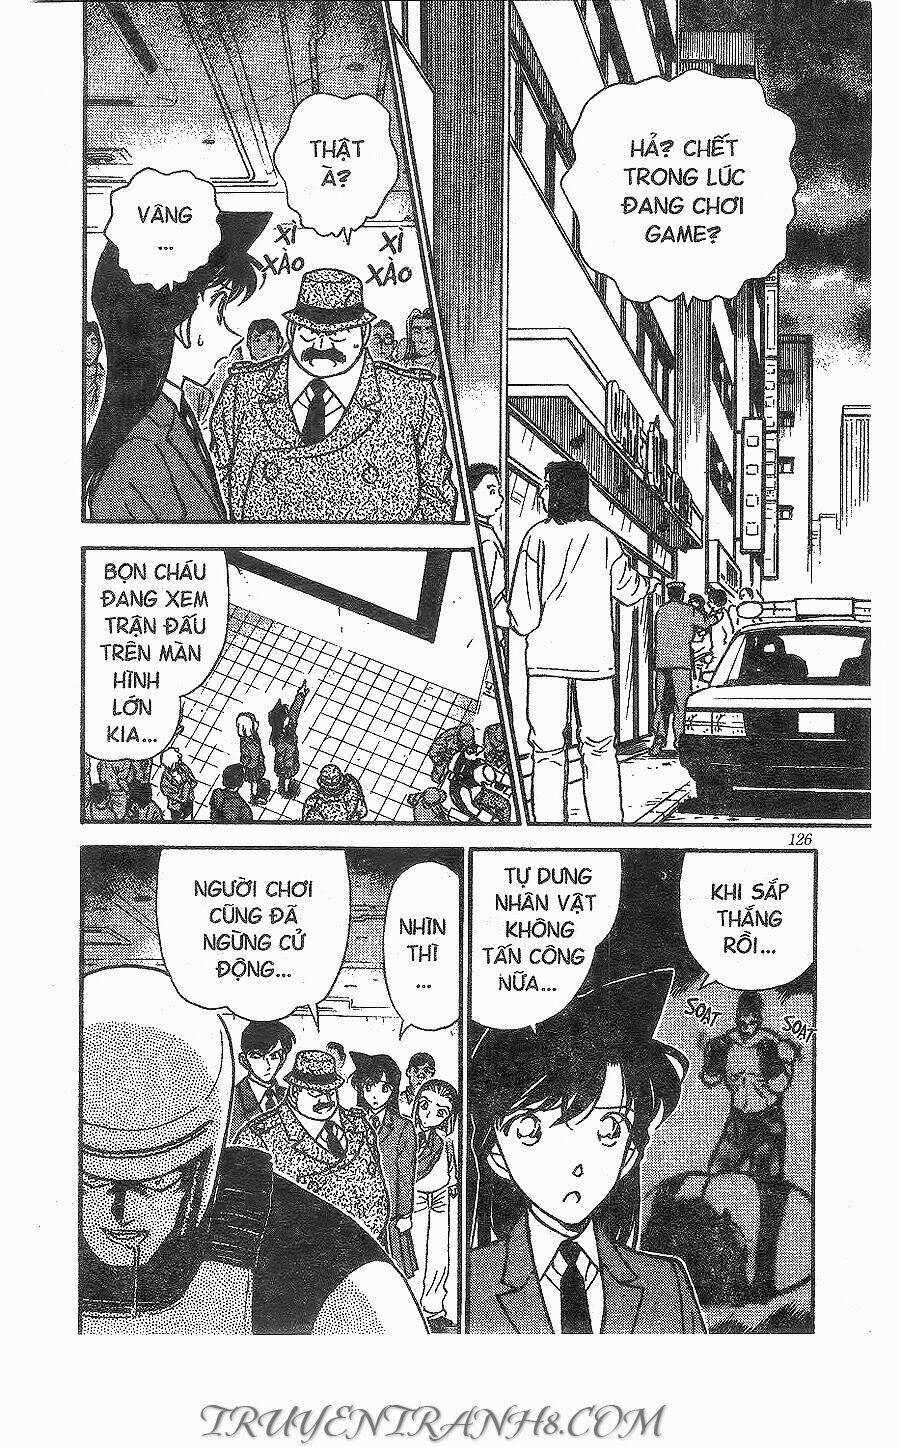 HẢ? CHẾT
TRONG LÚC
ĐANG CHƠI
GAME?
THẬT
À?
VÂNG
...
XÌ
XÀO
XÌ
XÀO
BỌN CHÁU
ĐANG XEM
TRẬN ĐẤU
TRÊN MÀN
HÌNH
LỚN
KIA...
126
KHI SẮP
THẮNG
RỒI...
TỰ DƯNG
NHÂN VẬT
KHÔNG
TẤN CÔNG
NỮA...
SOẠT
SOẠT
NHÌN
THÌ
...
NGƯỜI CHƠI
CŨNG ĐÃ
NGỪNG CỬ
ĐỘNG...
TRUYENTRANH8.COM